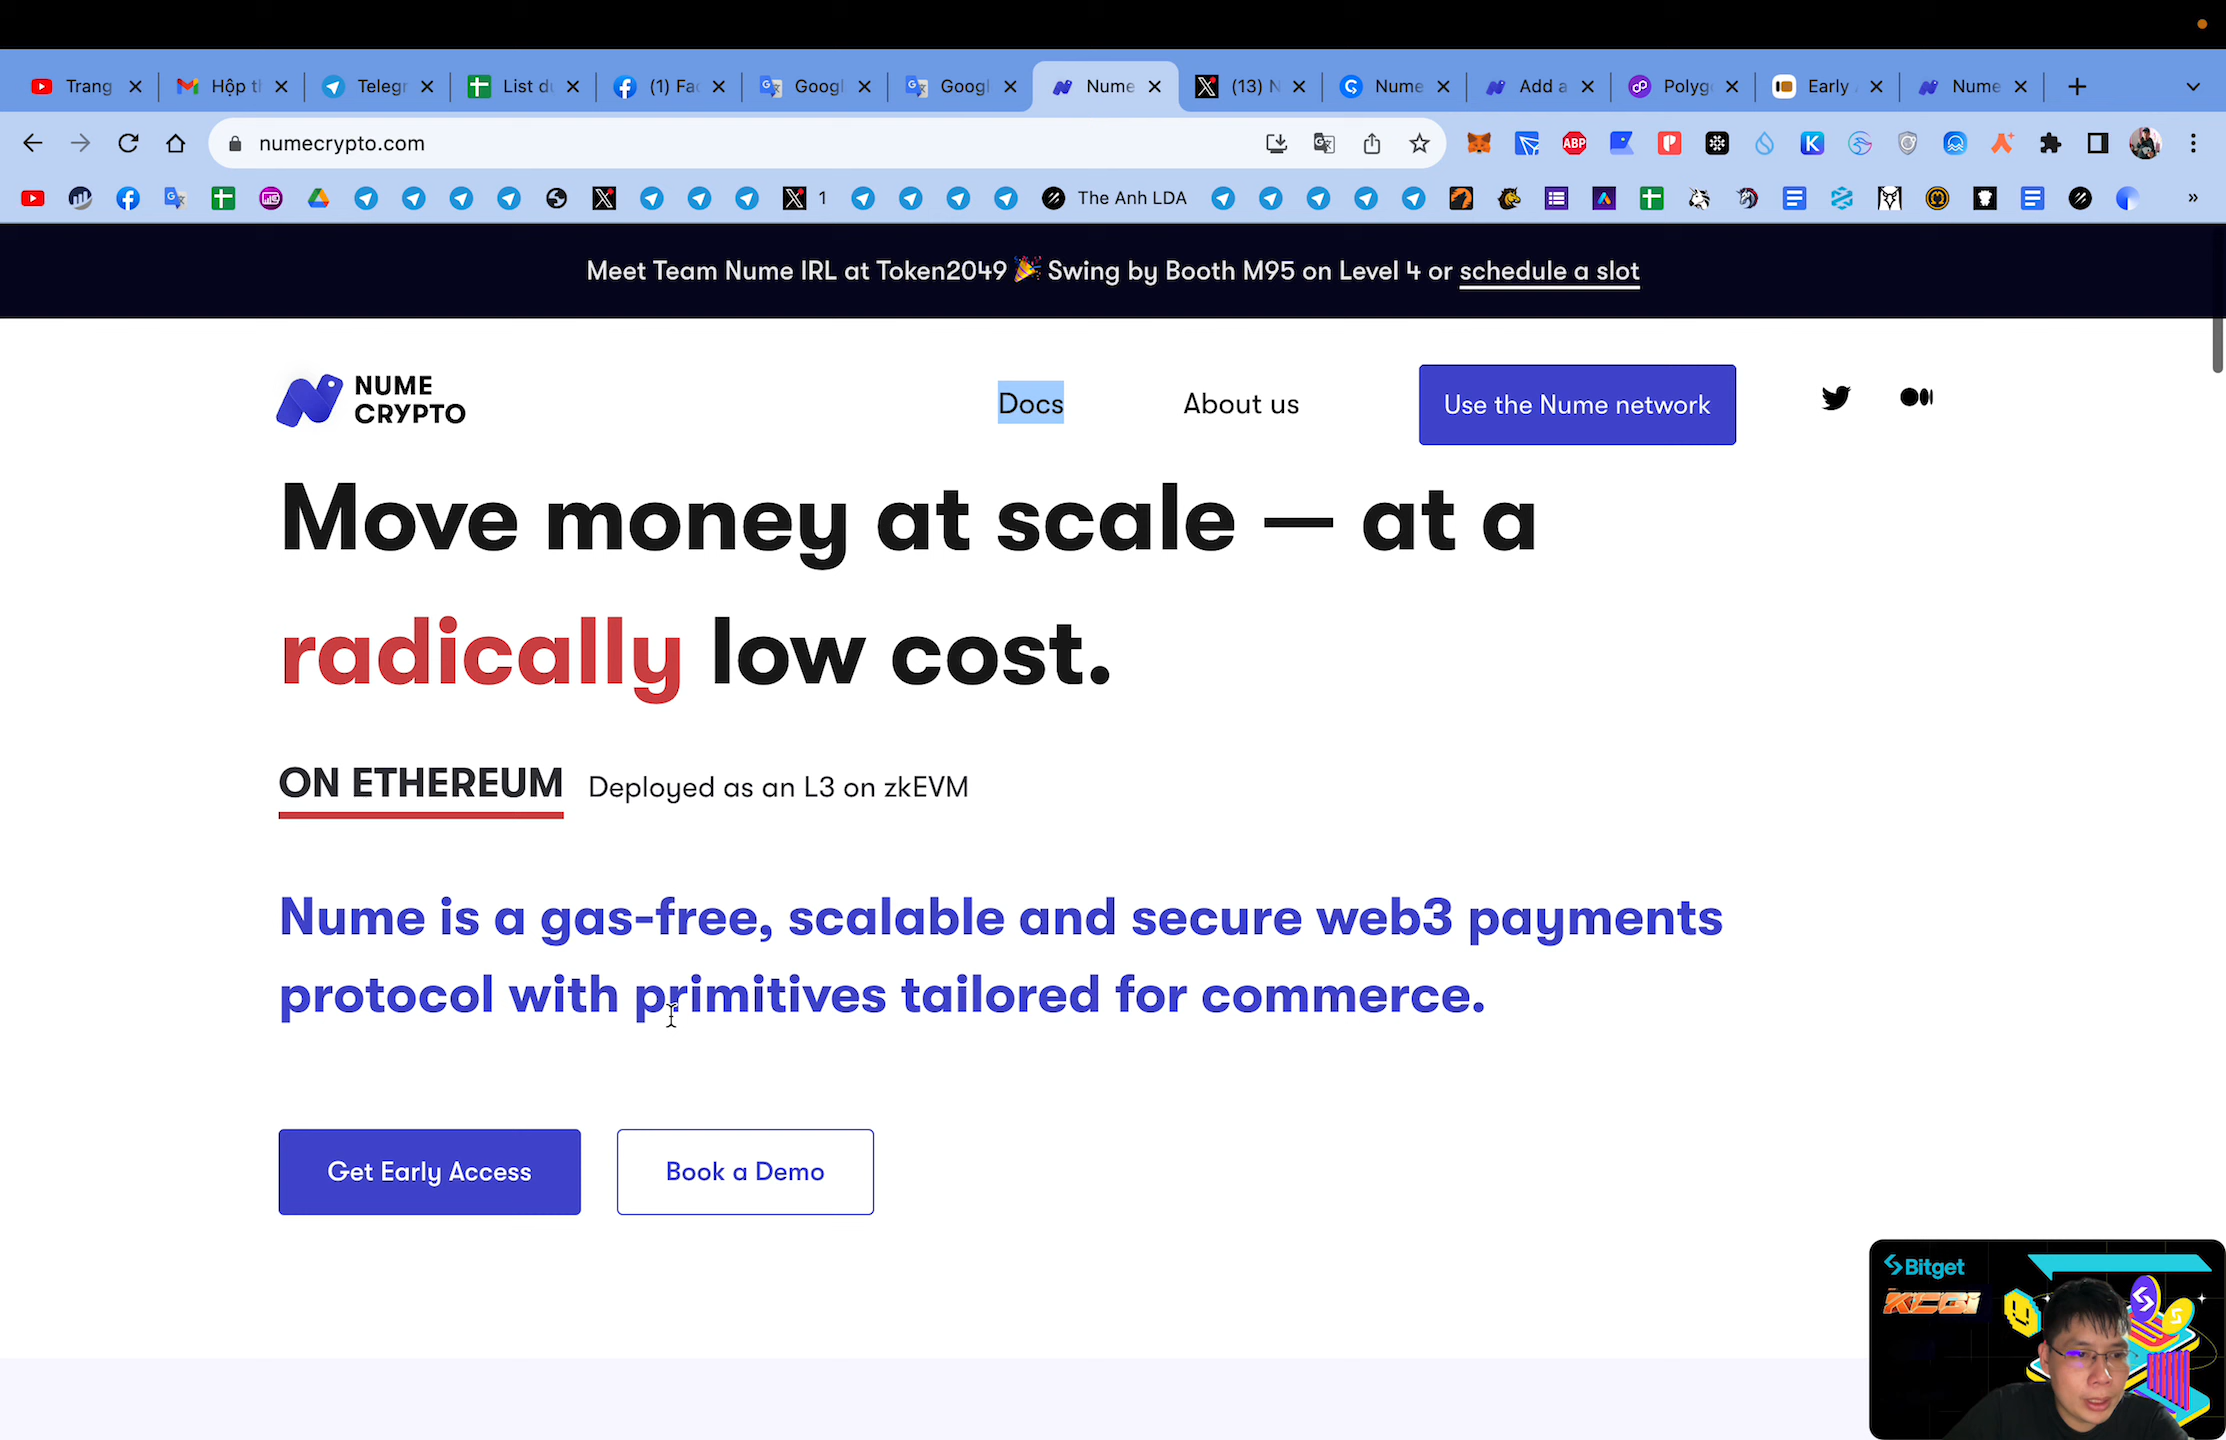 Trang
Hộp t
Teleg
List d
(1) Fa
Googl
Googl
Nume
(13) N
Nume
Add a
Polyg
Early
Nume
numecrypto.com
ABP
K
1
The Anh LDA
Meet Team Nume IRL at Token2049 🎉 Swing by Booth M95 on Level 4 or schedule a slot
NUME
CRYPTO
Docs
About us
Use the Nume network
Move money at scale — at a
radically low cost.
ON ETHEREUM Deployed as an L3 on zkEVM
Nume is a gas-free, scalable and secure web3 payments
protocol with primitives tailored for commerce.
Get Early Access
Book a Demo
Bitget
KCGI